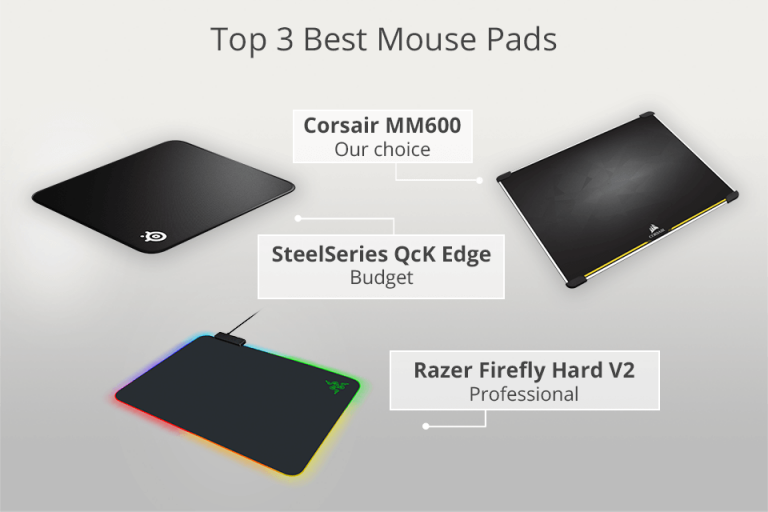 Top 3 Best Mouse Pads
Corsair MM600
Our choice
SteelSeries QcK Edge
Budget
Razer Firefly Hard V2
Professional